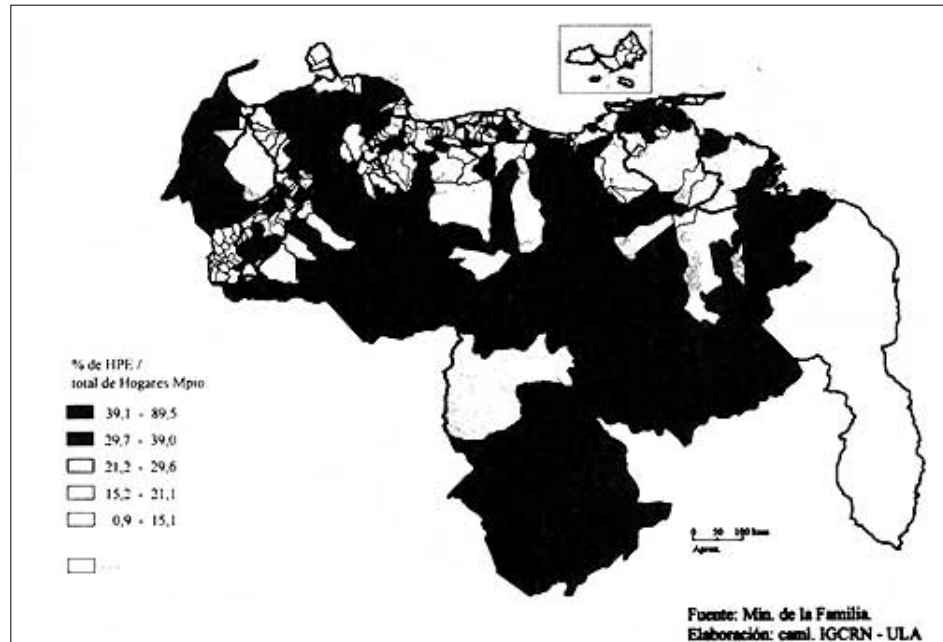 % de HPE /
total de Hogares Mpio.
39,1 - 89,5
29,7 - 39,0
21,2 - 29,6
15,2 - 21,1
0,9 - 15,1
- - -
0 50 100 kms
Aprox.
Fuente: Min. de la Familia.
Elaboración: caml. IGCRN - ULA